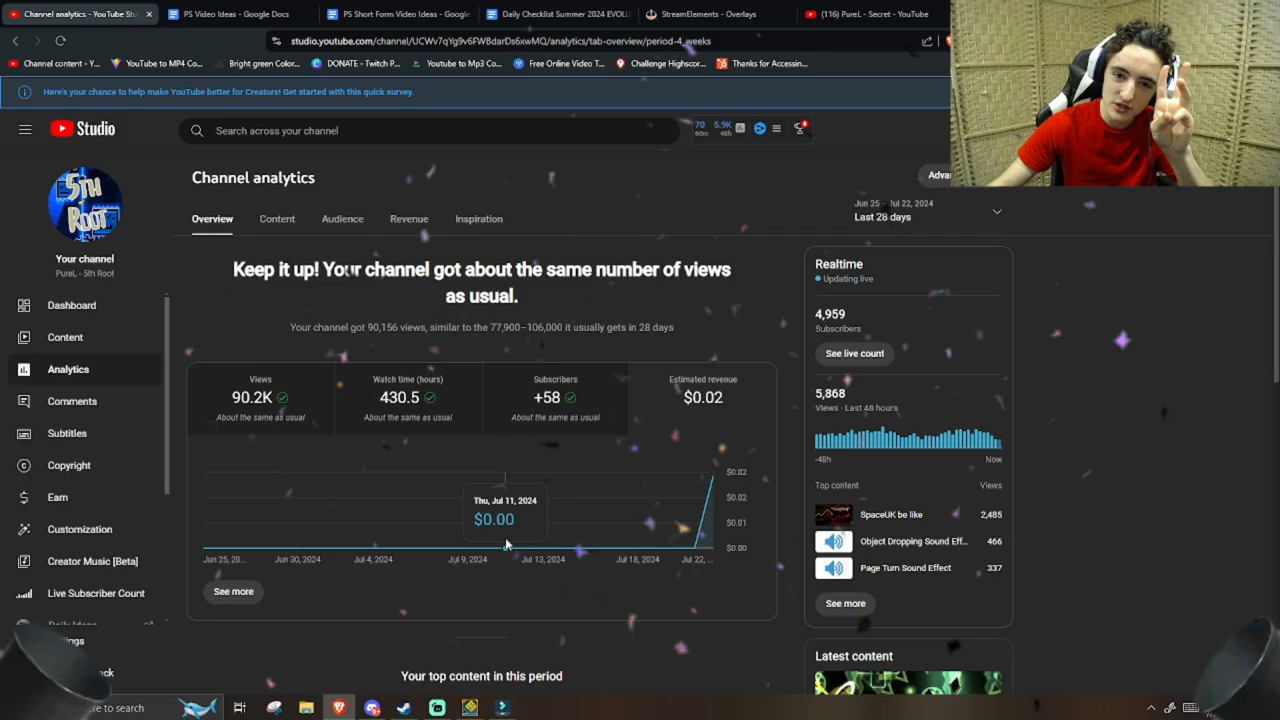 Channel analytics - YouTube Stu
PS Video Ideas - Google Docs
PS Short Form Video Ideas - Google
Daily Checklist Summer 2024 EVOLU
StreamElements - Overlays
(116) PureL - Secret - YouTube
studio.youtube.com/channel/UCWv7qYg9v6FWBdarDs6xwMQ/analytics/tab-overview/period-4_weeks
Channel content - Y...
YouTube to MP4 Co...
Bright green Color...
DONATE - Twitch P...
Youtube to Mp3 Co...
Free Online Video T...
Challenge Highscor...
Thanks for Accessin...
Here's your chance to help make YouTube better for Creators! Get started with this quick survey.
Studio
Search across your channel
70
60m
5.9K
48h
5TH
ROOT
Your channel
PureL - 5th Root
Dashboard
Content
Analytics
Comments
Subtitles
Copyright
Earn
Customization
Creator Music [Beta]
Live Subscriber Count
Channel analytics
Overview
Content
Audience
Revenue
Inspiration
Jun 25 – Jul 22, 2024
Last 28 days
Keep it up! Your channel got about the same number of views
as usual.
Your channel got 90,156 views, similar to the 77,900–106,000 it usually gets in 28 days
Views
90.2K
About the same as usual
Watch time (hours)
430.5
About the same as usual
Subscribers
+58
About the same as usual
Estimated revenue
$0.02
$0.02
$0.02
$0.01
$0.00
Thu, Jul 11, 2024
$0.00
Jun 25, 20...
Jun 30, 2024
Jul 4, 2024
Jul 9, 2024
Jul 13, 2024
Jul 18, 2024
Jul 22, ...
See more
Your top content in this period
Realtime
Updating live
4,959
Subscribers
See live count
5,868
Views · Last 48 hours
-48h
Now
Top content
Views
SpaceUK be like
2,485
Object Dropping Sound Eff...
466
Page Turn Sound Effect
337
See more
Latest content